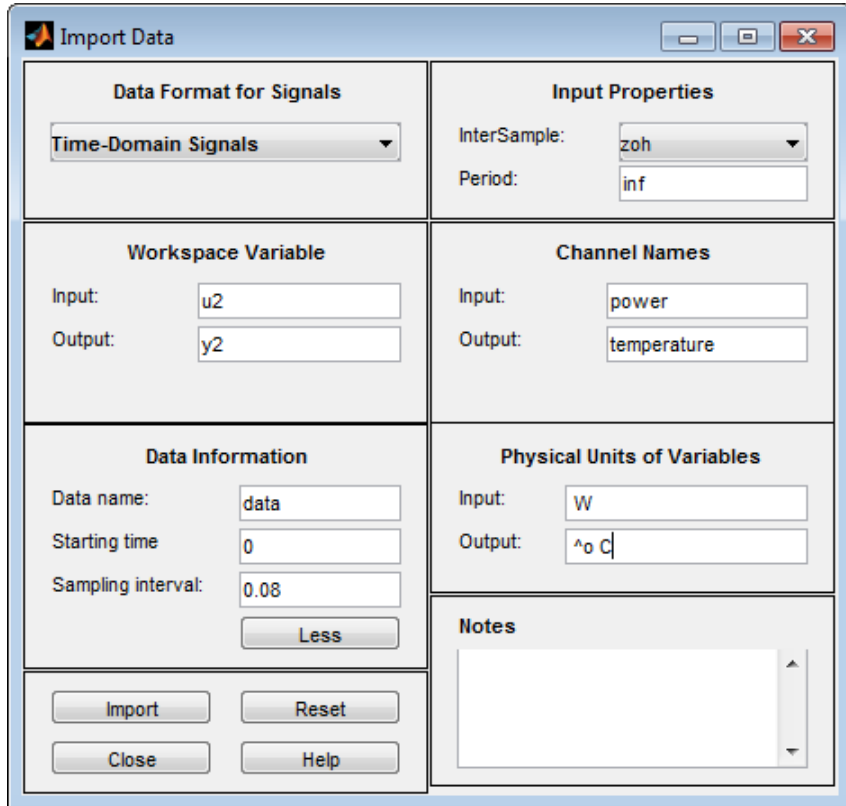 Import Data
Data Format for Signals
Time-Domain Signals
Input Properties
InterSample: zoh
Period: inf
Workspace Variable
Input: u2
Output: y2
Channel Names
Input: power
Output: temperature
Data Information
Data name: data
Starting time 0
Sampling interval: 0.08
Less
Physical Units of Variables
Input: W
Output: ^o C
Notes
Import Reset
Close Help